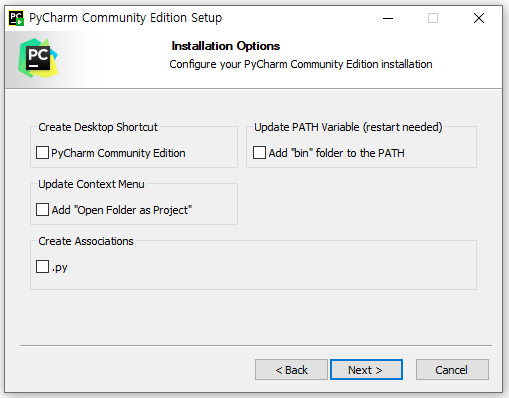 PyCharm Community Edition Setup
PC
Installation Options
Configure your PyCharm Community Edition installation
Create Desktop Shortcut
PyCharm Community Edition
Update PATH Variable (restart needed)
Add "bin" folder to the PATH
Update Context Menu
Add "Open Folder as Project"
Create Associations
.py
< Back
Next >
Cancel